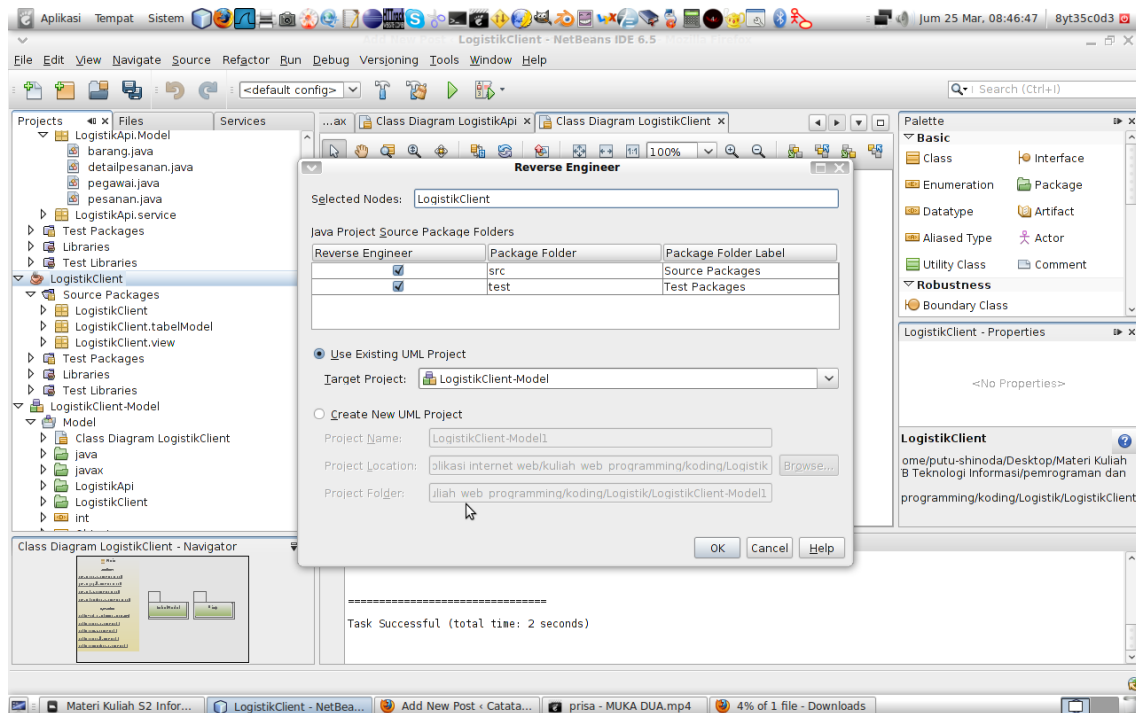 Aplikasi Tempat Sistem
Jum 25 Mar, 08:46:47 8yt35c0d3
LogistikClient - NetBeans IDE 6.5
File Edit View Navigate Source Refactor Run Debug Versioning Tools Window Help
<default config>
Search (Ctrl+I)
Projects Files Services
LogistikApi.Model
barang.java
detailpesanan.java
pegawai.java
pesanan.java
LogistikApi.service
Test Packages
Libraries
Test Libraries
LogistikClient
Source Packages
LogistikClient
LogistikClient.tabelModel
LogistikClient.view
Test Packages
Libraries
Test Libraries
LogistikClient-Model
Model
Class Diagram LogistikClient
java
javax
LogistikApi
LogistikClient
int
...ax Class Diagram LogistikApi Class Diagram LogistikClient
100%
Reverse Engineer
Selected Nodes: LogistikClient
Java Project Source Package Folders
Reverse Engineer Package Folder Package Folder Label
src Source Packages
test Test Packages
Use Existing UML Project
Target Project: LogistikClient-Model
Create New UML Project
Project Name: LogistikClient-Model1
Project Location: plikasi internet web/kuliah web programming/koding/Logistik Browse...
Project Folder: liah web programming/koding/Logistik/LogistikClient-Model1
OK Cancel Help
Palette
Basic
Class Interface
Enumeration Package
Datatype Artifact
Aliased Type Actor
Utility Class Comment
Robustness
Boundary Class
LogistikClient - Properties
<No Properties>
LogistikClient
ome/putu-shinoda/Desktop/Materi Kuliah
B Teknologi Informasi/pemrograman dan
programming/koding/Logistik/LogistikClient
Class Diagram LogistikClient - Navigator
===============================
Task Successful (total time: 2 seconds)
Materi Kuliah S2 Infor... LogistikClient - NetBea... Add New Post ‹ Catata... prisa - MUKA DUA.mp4 4% of 1 file - Downloads